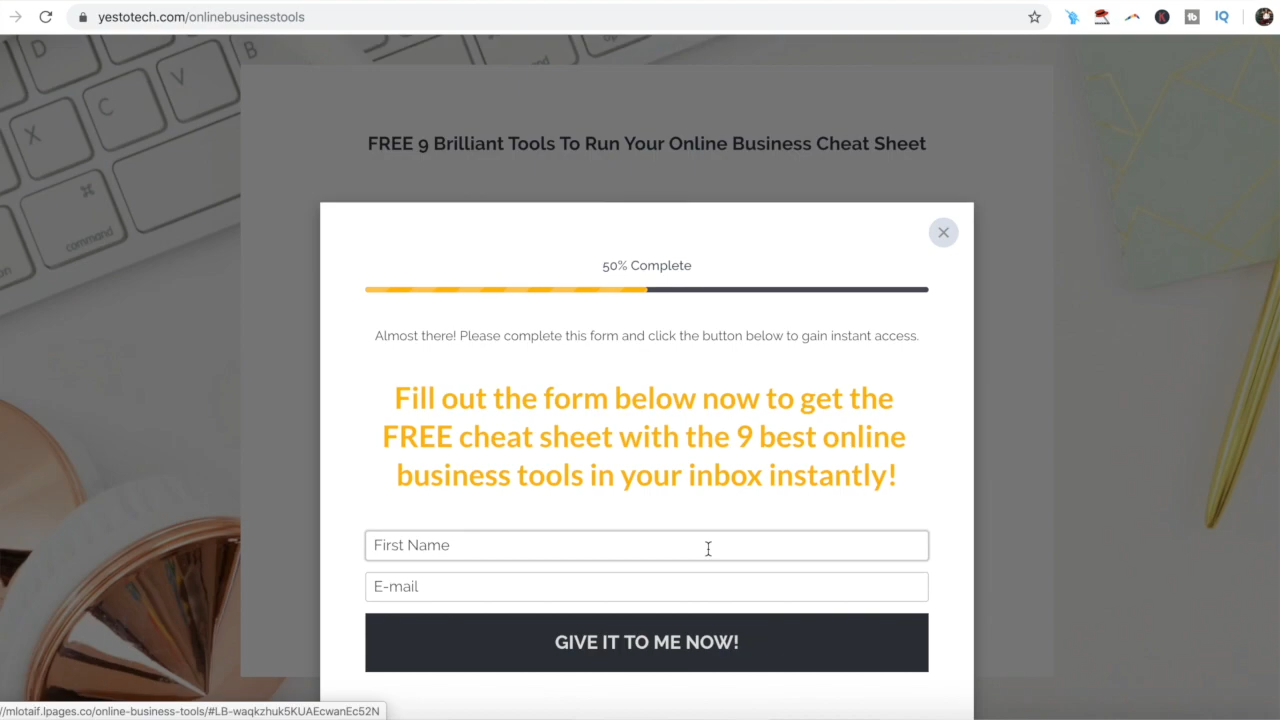 yestotech.com/onlinebusinesstools
IQ
D
B
V
C
X
command
FREE 9 Brilliant Tools To Run Your Online Business Cheat Sheet
50% Complete
Almost there! Please complete this form and click the button below to gain instant access.
Fill out the form below now to get the
FREE cheat sheet with the 9 best online
business tools in your inbox instantly!
First Name
E-mail
GIVE IT TO ME NOW!
//mlotaif.lpages.co/online-business-tools/#LB-waqkzhuk5KUAEcwanEc52N